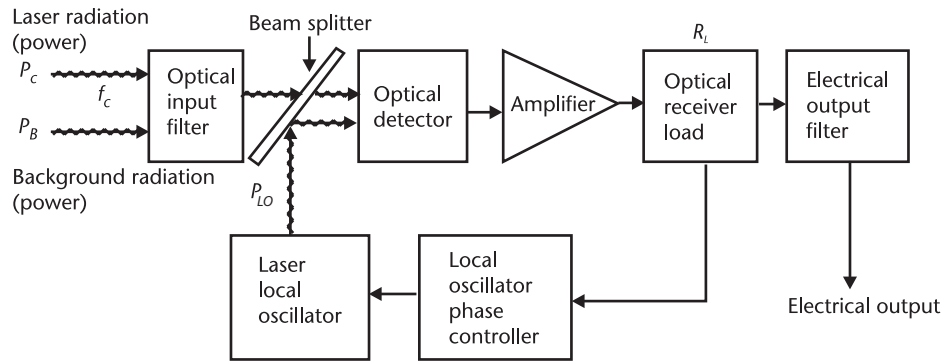 Laser radiation
(power)
P_C
f_c
P_B
Background radiation
(power)
Optical
input
filter
Beam splitter
P_LO
Optical
detector
Amplifier
R_L
Optical
receiver
load
Electrical
output
filter
Laser
local
oscillator
Local
oscillator
phase
controller
Electrical output